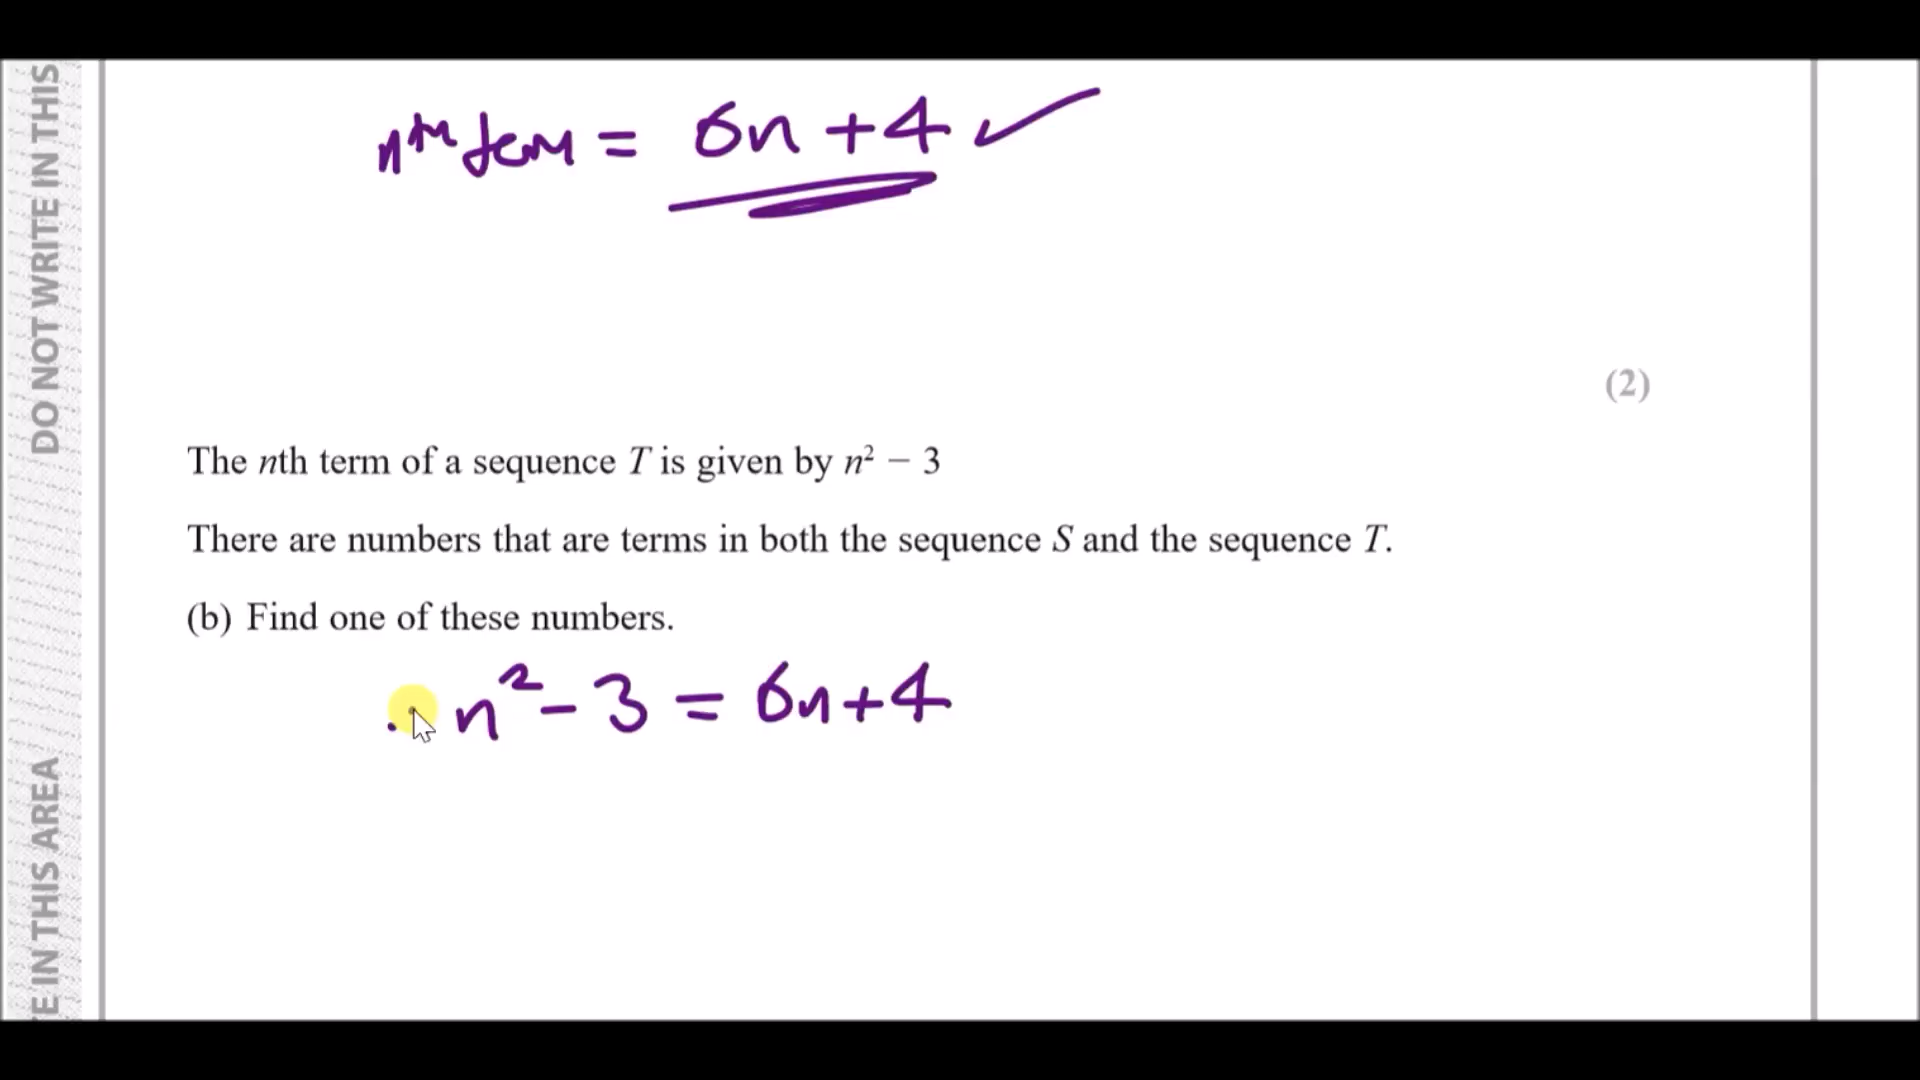 nth term = 6n + 4
(2)
The nth term of a sequence T is given by n² − 3
There are numbers that are terms in both the sequence S and the sequence T.
(b) Find one of these numbers.
n² − 3 = 6n + 4
DO NOT WRITE IN THIS
E IN THIS AREA